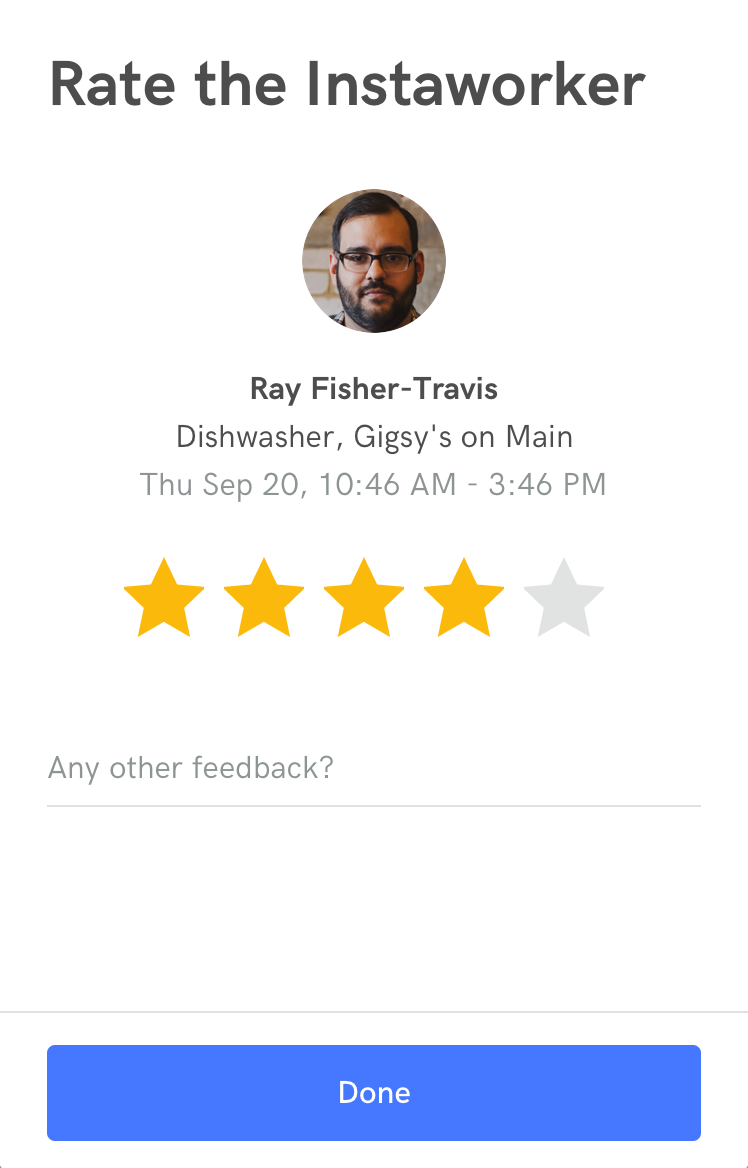 Rate the Instaworker
Ray Fisher-Travis
Dishwasher, Gigsy's on Main
Thu Sep 20, 10:46 AM - 3:46 PM
Any other feedback?
Done